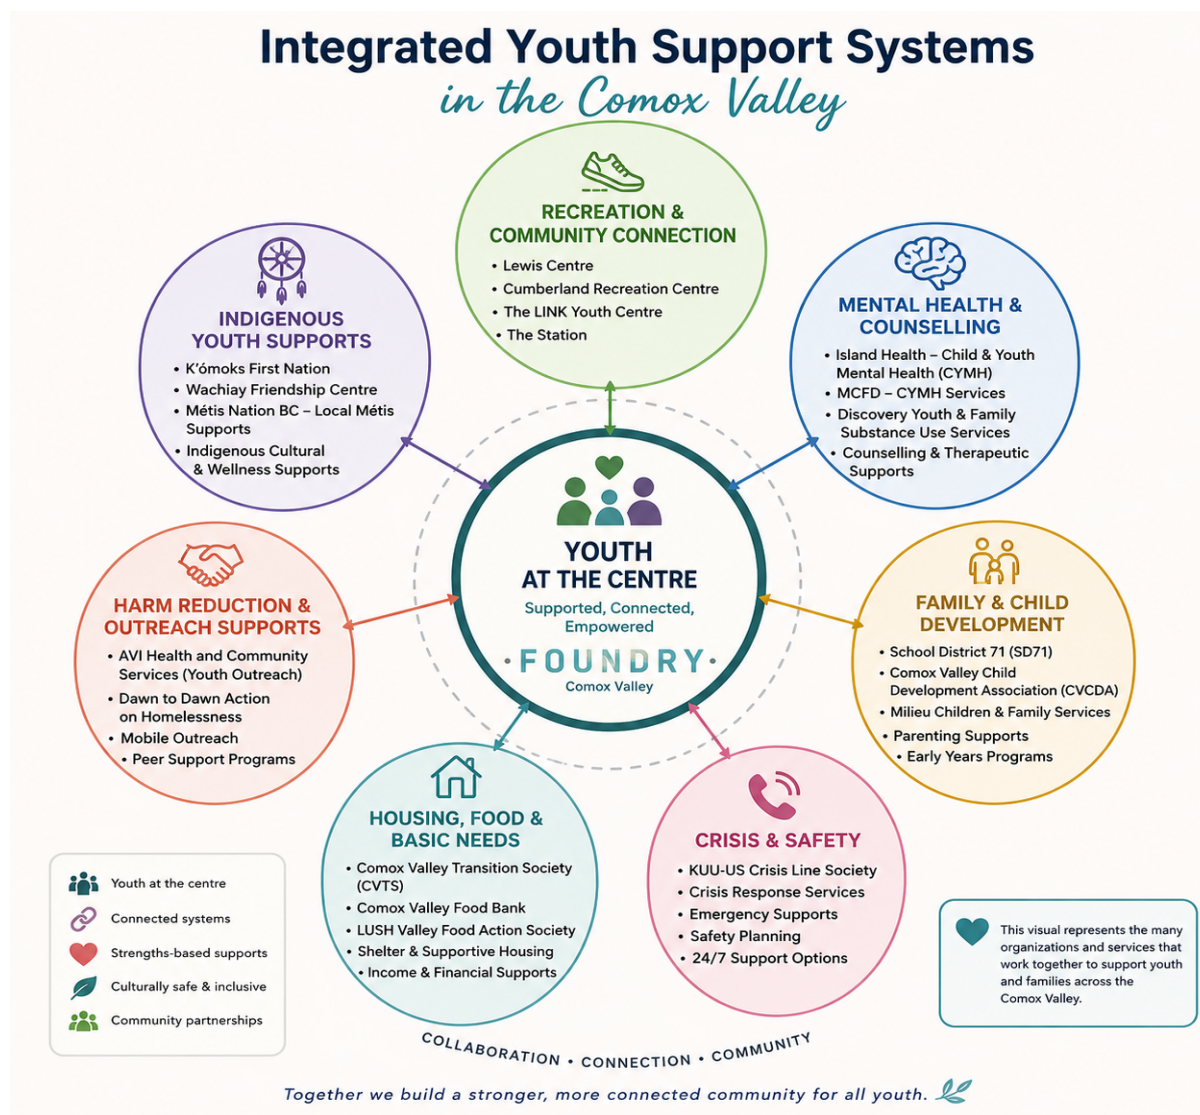 Integrated Youth Support Systems
in the Comox Valley
RECREATION &
COMMUNITY CONNECTION
• Lewis Centre
• Cumberland Recreation Centre
• The LINK Youth Centre
• The Station
INDIGENOUS
YOUTH SUPPORTS
• K'ómoks First Nation
• Wachiay Friendship Centre
• Métis Nation BC – Local Métis
Supports
• Indigenous Cultural
& Wellness Supports
MENTAL HEALTH &
COUNSELLING
• Island Health – Child & Youth
Mental Health (CYMH)
• MCFD – CYMH Services
• Discovery Youth & Family
Substance Use Services
• Counselling & Therapeutic
Supports
YOUTH
AT THE CENTRE
Supported, Connected,
Empowered
• FOUNDRY •
Comox Valley
HARM REDUCTION &
OUTREACH SUPPORTS
• AVI Health and Community
Services (Youth Outreach)
• Dawn to Dawn Action
on Homelessness
• Mobile Outreach
• Peer Support Programs
FAMILY & CHILD
DEVELOPMENT
• School District 71 (SD71)
• Comox Valley Child
Development Association (CVCDA)
• Milieu Children & Family Services
• Parenting Supports
• Early Years Programs
HOUSING, FOOD &
BASIC NEEDS
• Comox Valley Transition Society
(CVTS)
• Comox Valley Food Bank
• LUSH Valley Food Action Society
• Shelter & Supportive Housing
• Income & Financial Supports
CRISIS & SAFETY
• KUU-US Crisis Line Society
• Crisis Response Services
• Emergency Supports
• Safety Planning
• 24/7 Support Options
Youth at the centre
Connected systems
Strengths-based supports
Culturally safe & inclusive
Community partnerships
This visual represents the many
organizations and services that
work together to support youth
and families across the
Comox Valley.
COLLABORATION • CONNECTION • COMMUNITY
Together we build a stronger, more connected community for all youth.